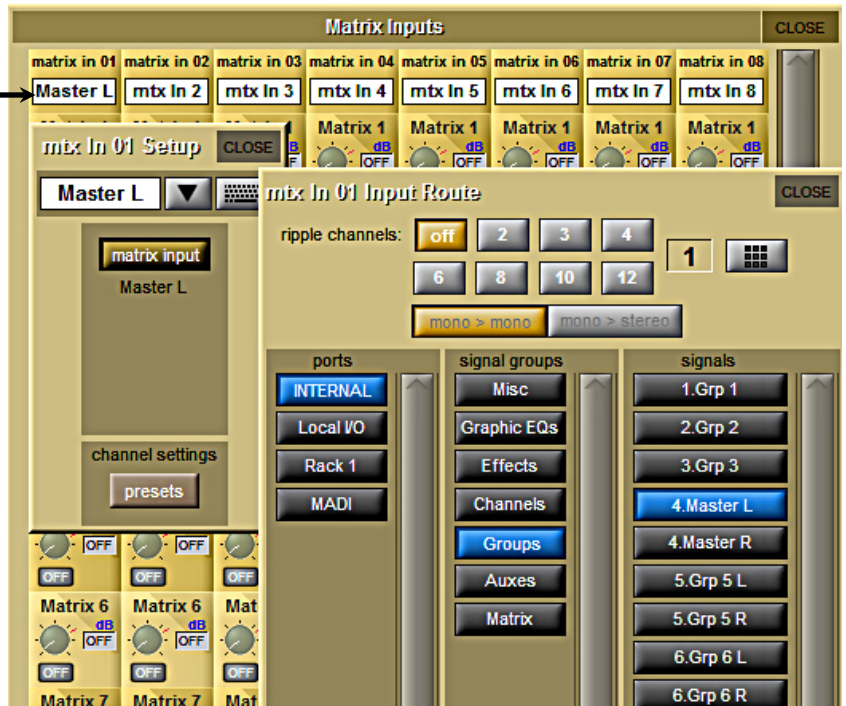 Matrix Inputs CLOSE
matrix in 01 matrix in 02 matrix in 03 matrix in 04 matrix in 05 matrix in 06 matrix in 07 matrix in 08
Master L mtx In 2 mtx In 3 mtx In 4 mtx In 5 mtx In 6 mtx In 7 mtx In 8
Matrix 1 Matrix 1 Matrix 1 Matrix 1 Matrix 1
dB dB dB dB dB
OFF OFF OFF OFF OFF
mtx In 01 Setup CLOSE
Master L
matrix input
Master L
channel settings
presets
mtx In 01 Input Route CLOSE
ripple channels: off 2 3 4
6 8 10 12
1
mono > mono mono > stereo
ports signal groups signals
INTERNAL Misc 1.Grp 1
Local I/O Graphic EQs 2.Grp 2
Rack 1 Effects 3.Grp 3
MADI Channels 4.Master L
Groups 4.Master R
Auxes 5.Grp 5 L
Matrix 5.Grp 5 R
6.Grp 6 L
6.Grp 6 R
OFF OFF
OFF OFF OFF
Matrix 6 Matrix 6 Mat
dB dB
OFF OFF
OFF OFF OFF
Matrix 7 Matrix 7 Mat